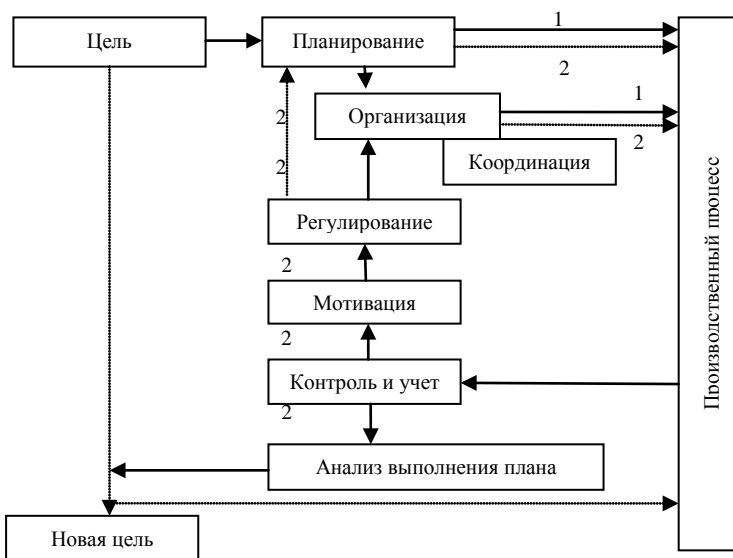 Цель
Планирование
1
2
Организация
1
2
Координация
2
2
Регулирование
2
Мотивация
2
Контроль и учет
2
Анализ выполнения плана
Новая цель
Производственный процесс